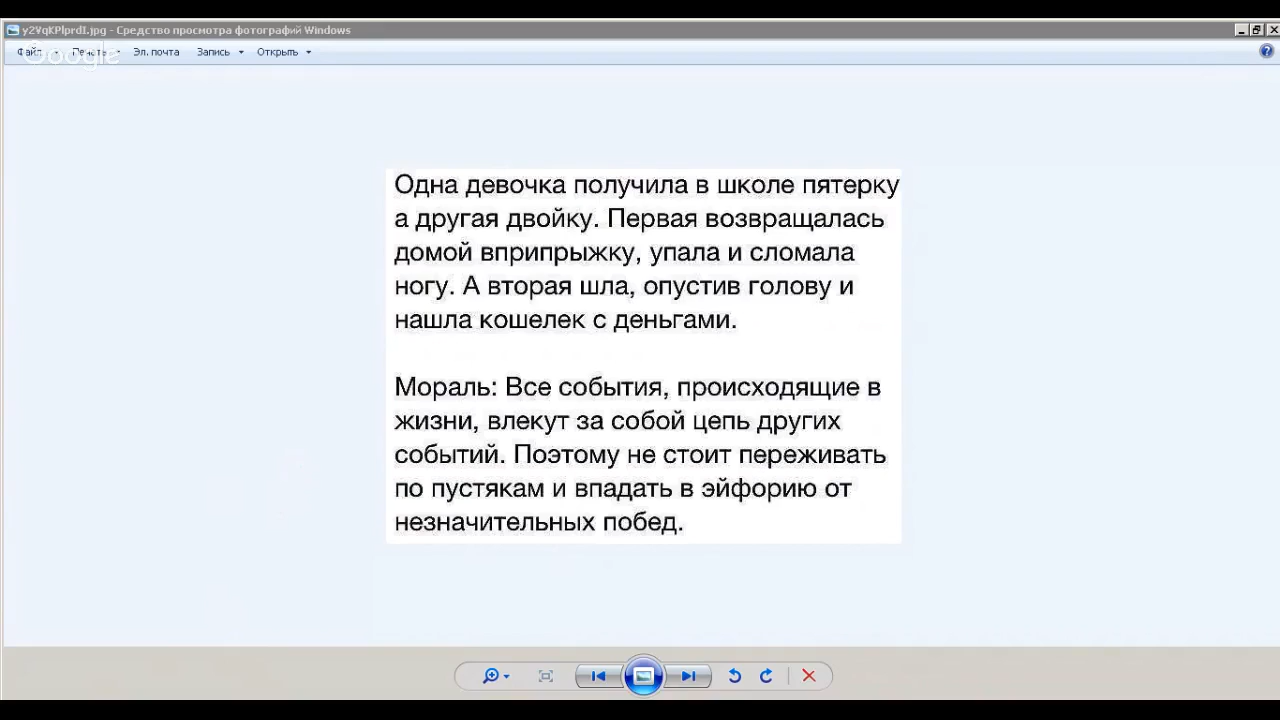 y2VqKPlprdI.jpg - Средство просмотра фотографий Windows
Файл Печать Эл. почта Запись Открыть
Google
Одна девочка получила в школе пятерку
а другая двойку. Первая возвращалась
домой вприпрыжку, упала и сломала
ногу. А вторая шла, опустив голову и
нашла кошелек с деньгами.
Мораль: Все события, происходящие в
жизни, влекут за собой цепь других
событий. Поэтому не стоит переживать
по пустякам и впадать в эйфорию от
незначительных побед.